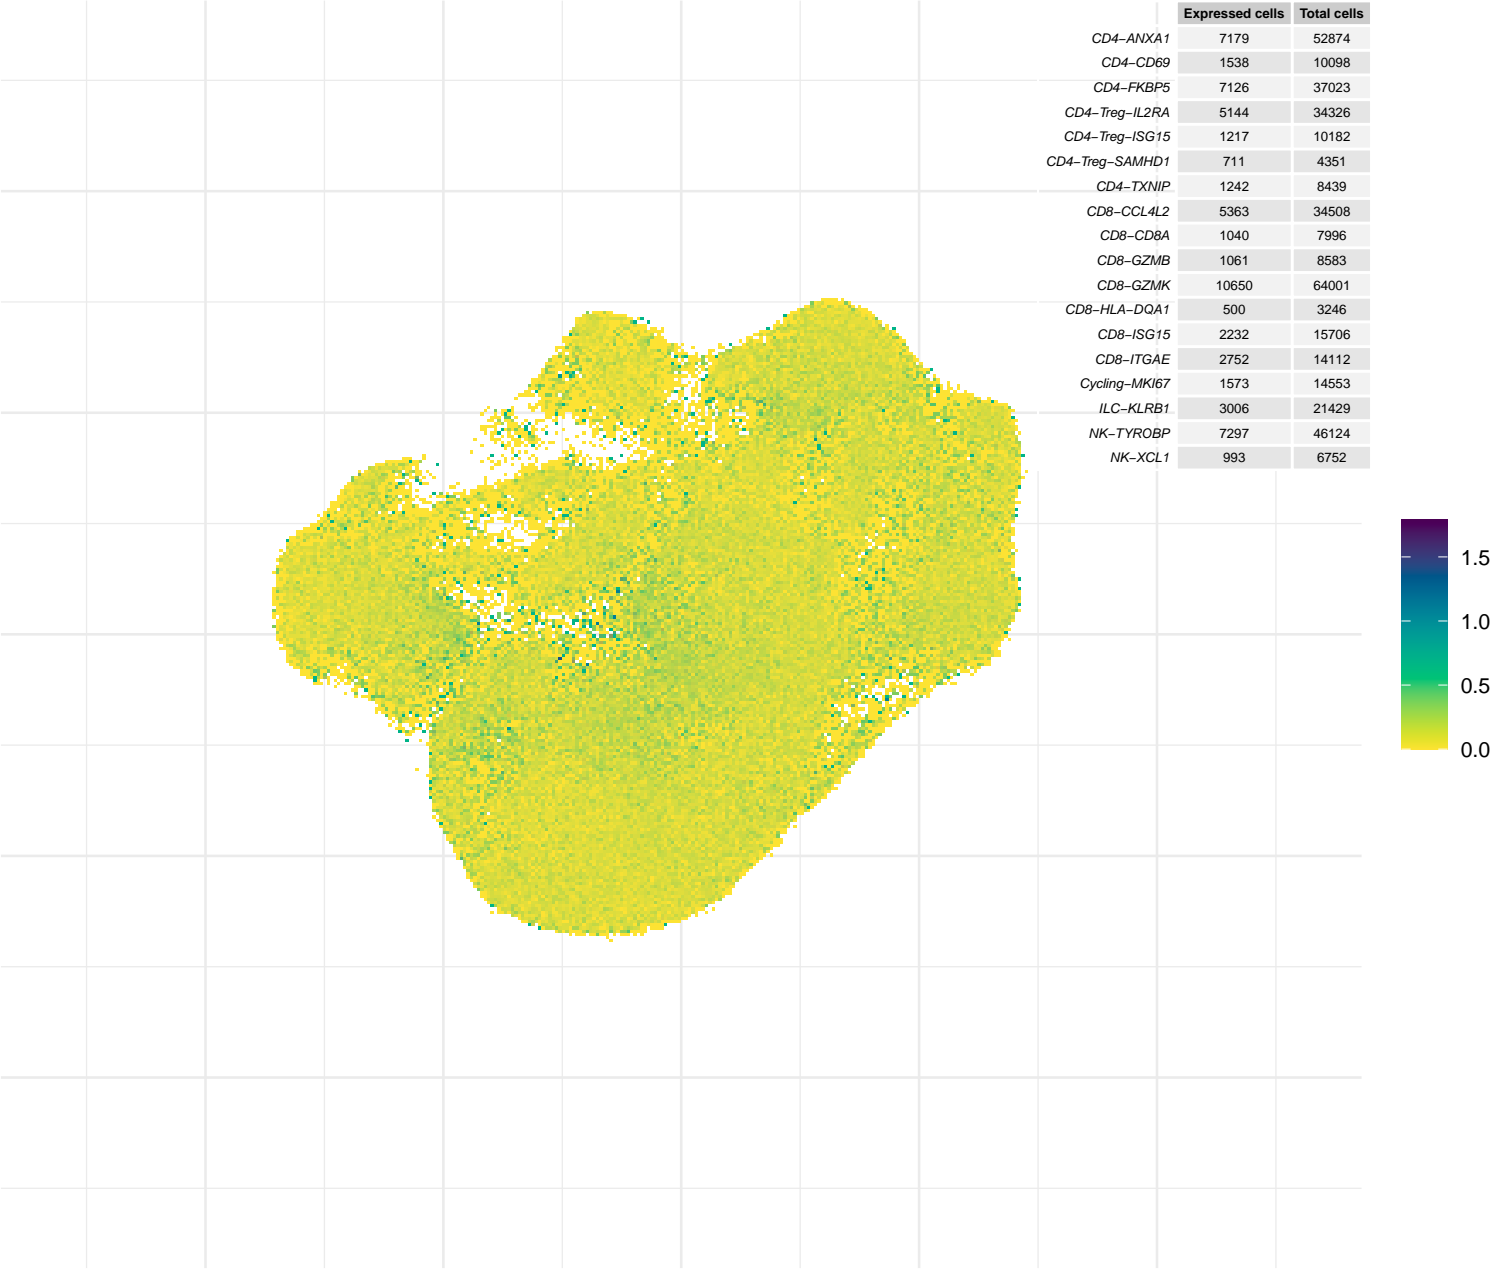 Expressed cells Total cells
CD4−ANXA1 7179 52874
CD4−CD69 1538 10098
CD4−FKBP5 7126 37023
CD4−Treg−IL2RA 5144 34326
CD4−Treg−ISG15 1217 10182
CD4−Treg−SAMHD1 711 4351
CD4−TXNIP 1242 8439
CD8−CCL4L2 5363 34508
CD8−CD8A 1040 7996
CD8−GZMB 1061 8583
CD8−GZMK 10650 64001
CD8−HLA−DQA1 500 3246
CD8−ISG15 2232 15706
CD8−ITGAE 2752 14112
Cycling−MKI67 1573 14553
ILC−KLRB1 3006 21429
NK−TYROBP 7297 46124
NK−XCL1 993 6752
1.5
1.0
0.5
0.0